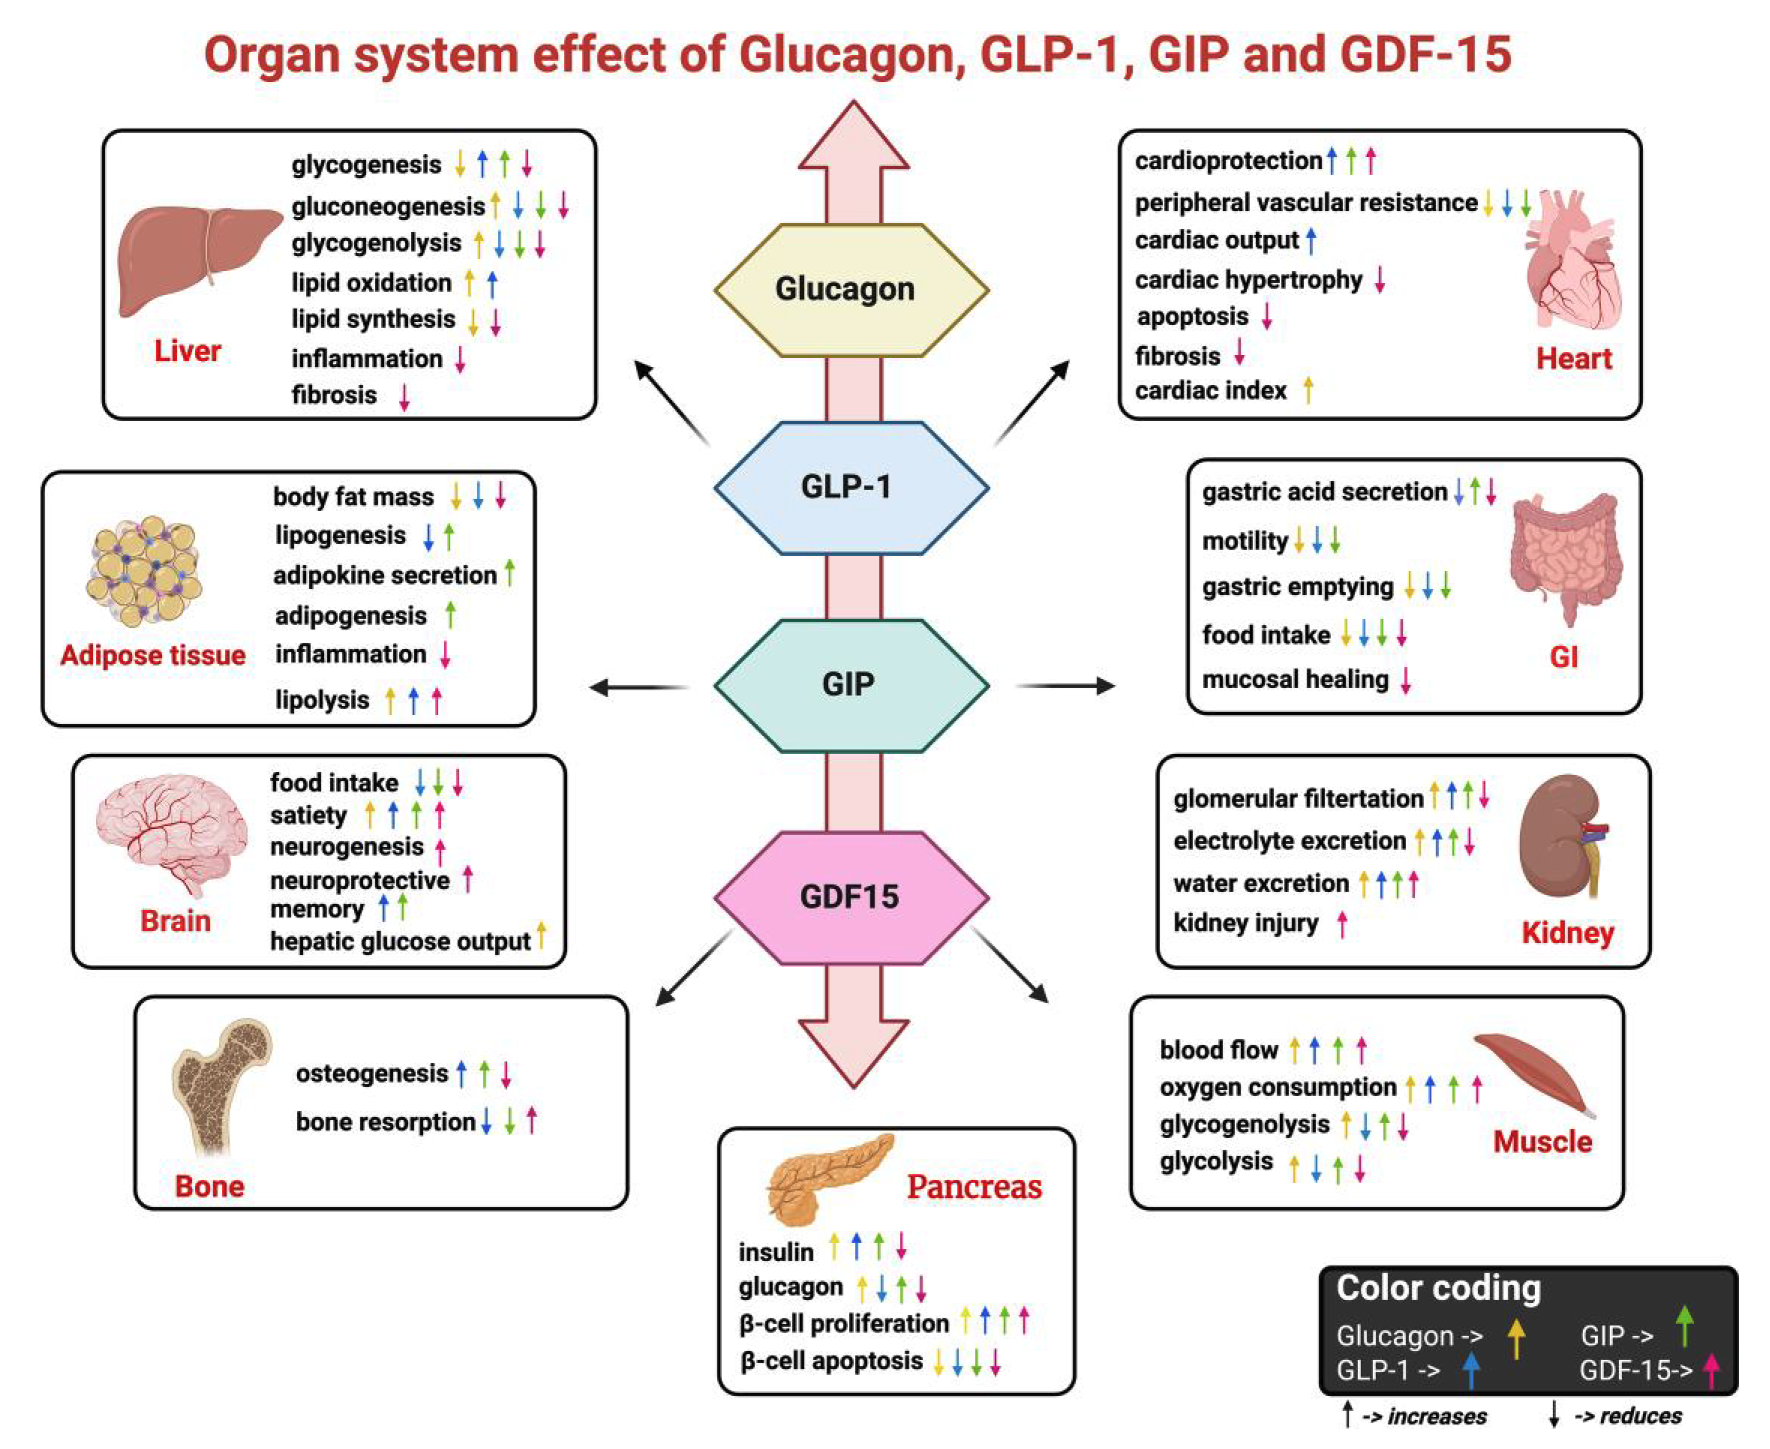 Organ system effect of Glucagon, GLP-1, GIP and GDF-15
glycogenesis
gluconeogenesis
glycogenolysis
lipid oxidation
lipid synthesis
inflammation
fibrosis
Liver
cardioprotection
peripheral vascular resistance
cardiac output
cardiac hypertrophy
apoptosis
fibrosis
cardiac index
Heart
Glucagon
GLP-1
GIP
GDF15
body fat mass
lipogenesis
adipokine secretion
adipogenesis
inflammation
lipolysis
Adipose tissue
gastric acid secretion
motility
gastric emptying
food intake
mucosal healing
GI
food intake
satiety
neurogenesis
neuroprotective
memory
hepatic glucose output
Brain
glomerular filtertation
electrolyte excretion
water excretion
kidney injury
Kidney
osteogenesis
bone resorption
Bone
blood flow
oxygen consumption
glycogenolysis
glycolysis
Muscle
Pancreas
insulin
glucagon
β-cell proliferation
β-cell apoptosis
Color coding
Glucagon -> GIP ->
GLP-1 -> GDF-15->
-> increases -> reduces